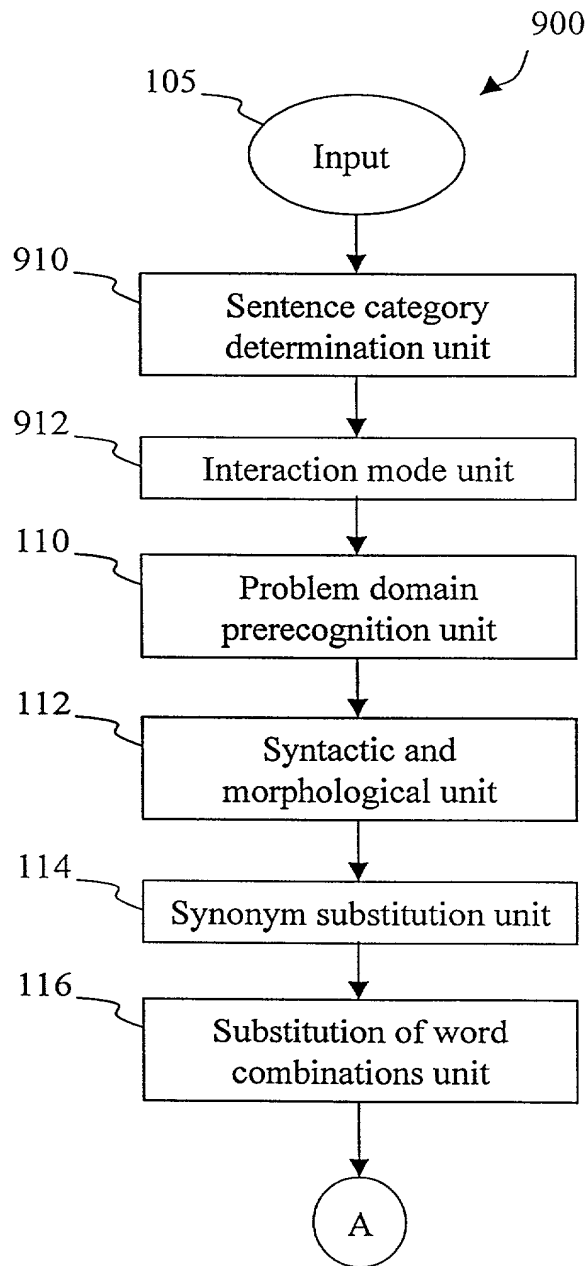 900
105
Input
910
Sentence category
determination unit
912
Interaction mode unit
110
Problem domain
prerecognition unit
112
Syntactic and
morphological unit
114
Synonym substitution unit
116
Substitution of word
combinations unit
A